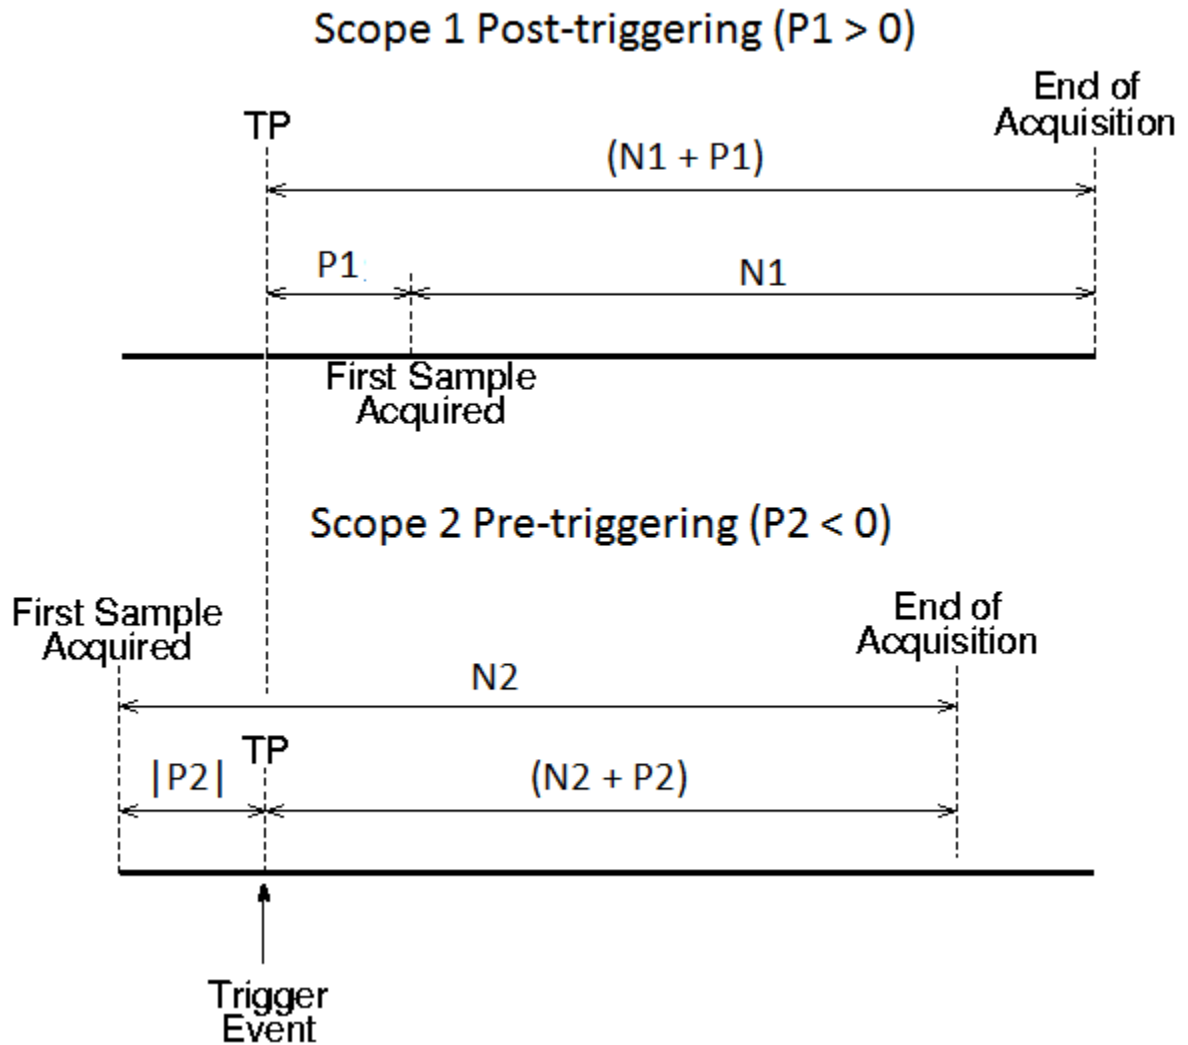 Scope 1 Post-triggering (P1 > 0)
TP
End of
Acquisition
(N1 + P1)
P1
N1
First Sample
Acquired
Scope 2 Pre-triggering (P2 < 0)
First Sample
Acquired
End of
Acquisition
N2
TP
|P2|
(N2 + P2)
Trigger
Event